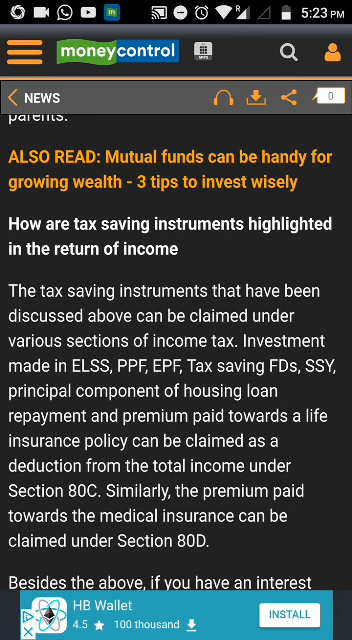 5:23 PM
moneycontrol
APPS
NEWS
0
parents.
ALSO READ: Mutual funds can be handy for
growing wealth - 3 tips to invest wisely
How are tax saving instruments highlighted
in the return of income
The tax saving instruments that have been
discussed above can be claimed under
various sections of income tax. Investment
made in ELSS, PPF, EPF, Tax saving FDs, SSY,
principal component of housing loan
repayment and premium paid towards a life
insurance policy can be claimed as a
deduction from the total income under
Section 80C. Similarly, the premium paid
towards the medical insurance can be
claimed under Section 80D.
Besides the above, if you have an interest
HB Wallet
4.5 ★ 100 thousand
INSTALL